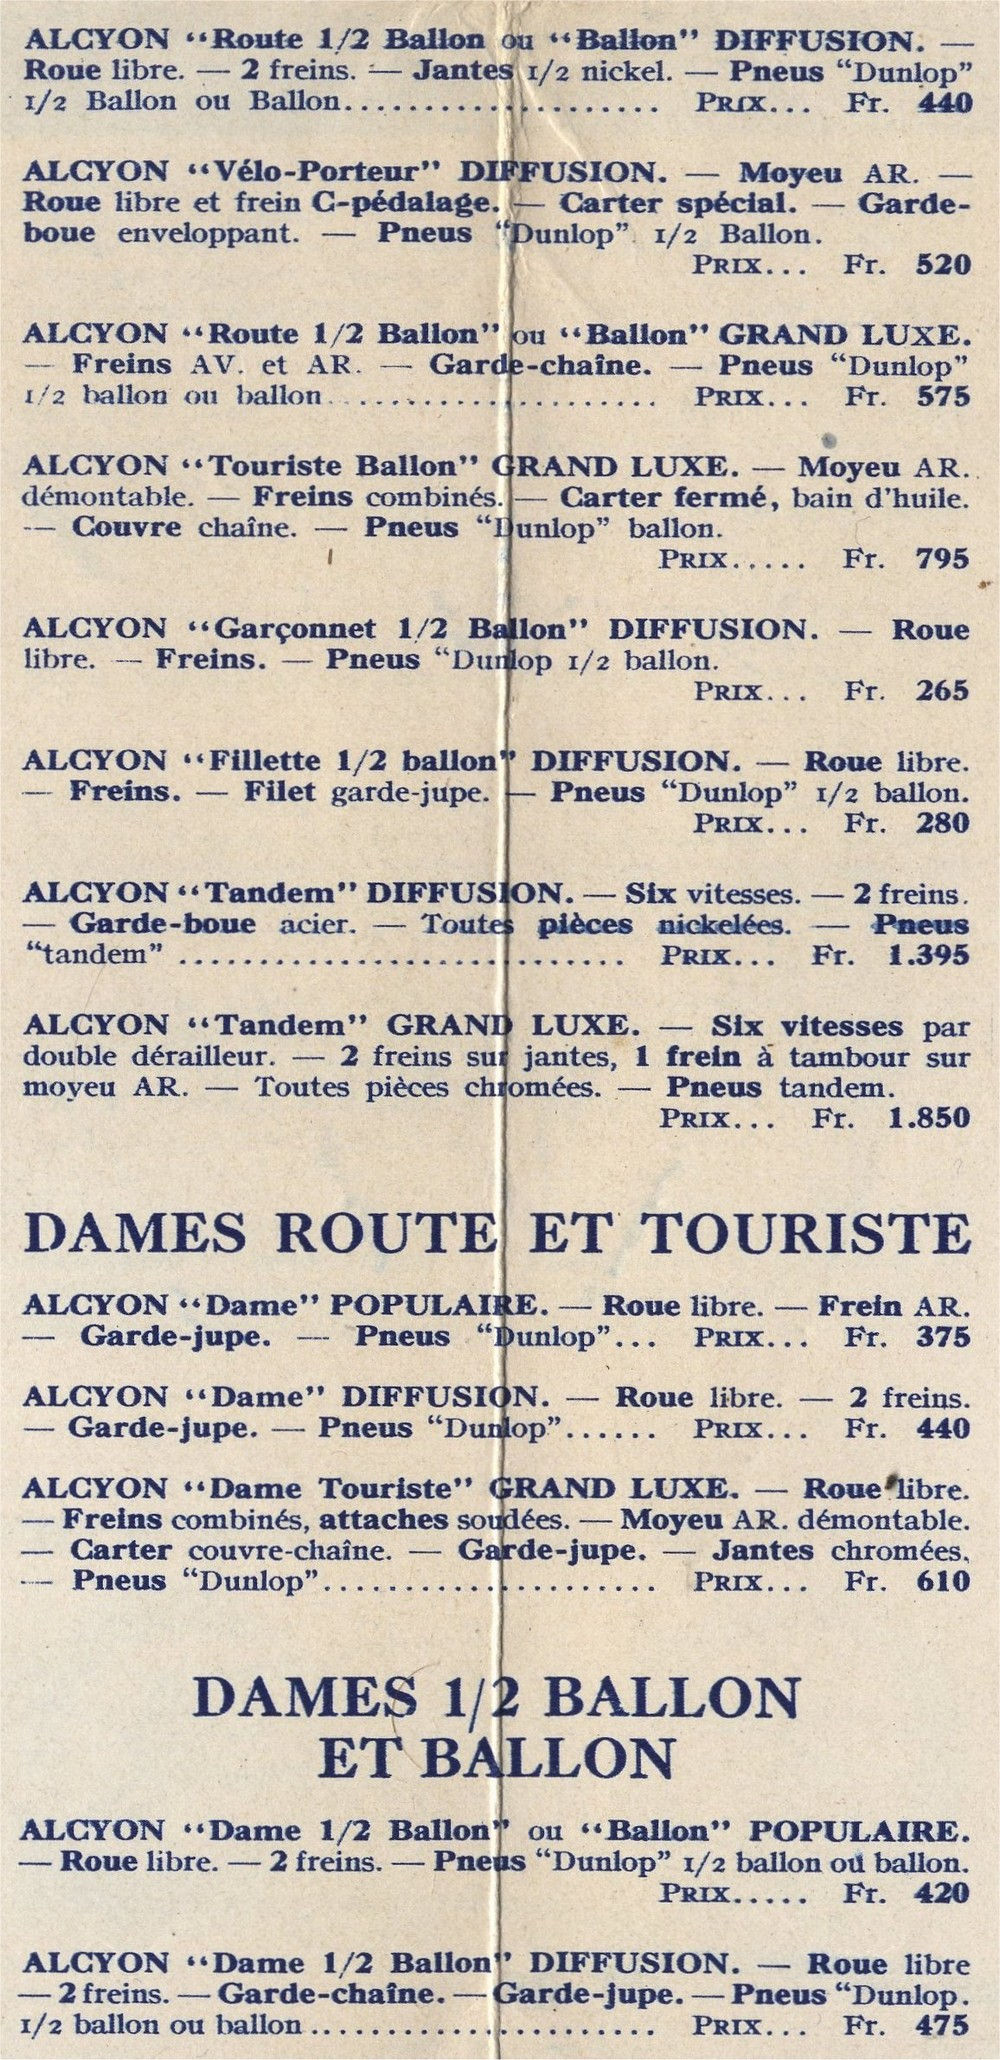 ALCYON “Route 1/2 Ballon ou “Ballon” DIFFUSION. —
Roue libre. — 2 freins. — Jantes 1/2 nickel. — Pneus “Dunlop”
1/2 Ballon ou Ballon.................... PRIX... Fr. 440
ALCYON “Vélo-Porteur” DIFFUSION. — Moyeu AR. —
Roue libre et frein C-pédalage. — Carter spécial. — Garde-
boue enveloppant. — Pneus “Dunlop” 1/2 Ballon.
PRIX... Fr. 520
ALCYON “Route 1/2 Ballon” ou “Ballon” GRAND LUXE.
— Freins AV. et AR. — Garde-chaîne. — Pneus “Dunlop”
1/2 ballon ou ballon..................... PRIX... Fr. 575
ALCYON “Touriste Ballon” GRAND LUXE. — Moyeu AR.
démontable. — Freins combinés. — Carter fermé, bain d’huile.
— Couvre chaîne. — Pneus “Dunlop” ballon.
PRIX..... Fr. 795
ALCYON “Garçonnet 1/2 Ballon” DIFFUSION. — Roue
libre. — Freins. — Pneus “Dunlop 1/2 ballon.
PRIX... Fr. 265
ALCYON “Fillette 1/2 ballon” DIFFUSION. — Roue libre.
— Freins. — Filet garde-jupe. — Pneus “Dunlop” 1/2 ballon.
PRIX... Fr. 280
ALCYON “Tandem” DIFFUSION. — Six vitesses. — 2 freins.
— Garde-boue acier. — Toutes pièces nickelées. — Pneus
“tandem” ............................ PRIX... Fr. 1.395
ALCYON “Tandem” GRAND LUXE. — Six vitesses par
double dérailleur. — 2 freins sur jantes, 1 frein à tambour sur
moyeu AR. — Toutes pièces chromées. — Pneus tandem.
PRIX... Fr. 1.850
DAMES ROUTE ET TOURISTE
ALCYON “Dame” POPULAIRE. — Roue libre. — Frein AR.
— Garde-jupe. — Pneus “Dunlop”... PRIX... Fr. 375
ALCYON “Dame” DIFFUSION. — Roue libre. — 2 freins.
— Garde-jupe. — Pneus “Dunlop”...... PRIX... Fr. 440
ALCYON “Dame Touriste” GRAND LUXE. — Roue libre.
— Freins combinés, attaches soudées. — Moyeu AR. démontable.
— Carter couvre-chaîne. — Garde-jupe. — Jantes chromées.
— Pneus “Dunlop”..................... PRIX... Fr. 610
DAMES 1/2 BALLON
ET BALLON
ALCYON “Dame 1/2 Ballon” ou “Ballon” POPULAIRE.
— Roue libre. — 2 freins. — Pneus “Dunlop” 1/2 ballon ou ballon.
PRIX..... Fr. 420
ALCYON “Dame 1/2 Ballon” DIFFUSION. — Roue libre
— 2 freins. — Garde-chaîne. — Garde-jupe. — Pneus “Dunlop.
1/2 ballon ou ballon....................... PRIX... Fr. 475